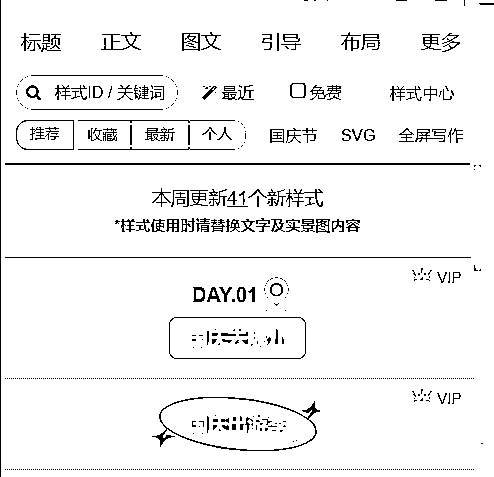 标题 正文 图文 引导 布局 更多
样式ID / 关键词 最近 免费 样式中心
推荐 收藏 最新 个人 国庆节 SVG 全屏写作
本周更新41个新样式
*样式使用时请替换文字及实景图内容
VIP
DAY.01
VIP